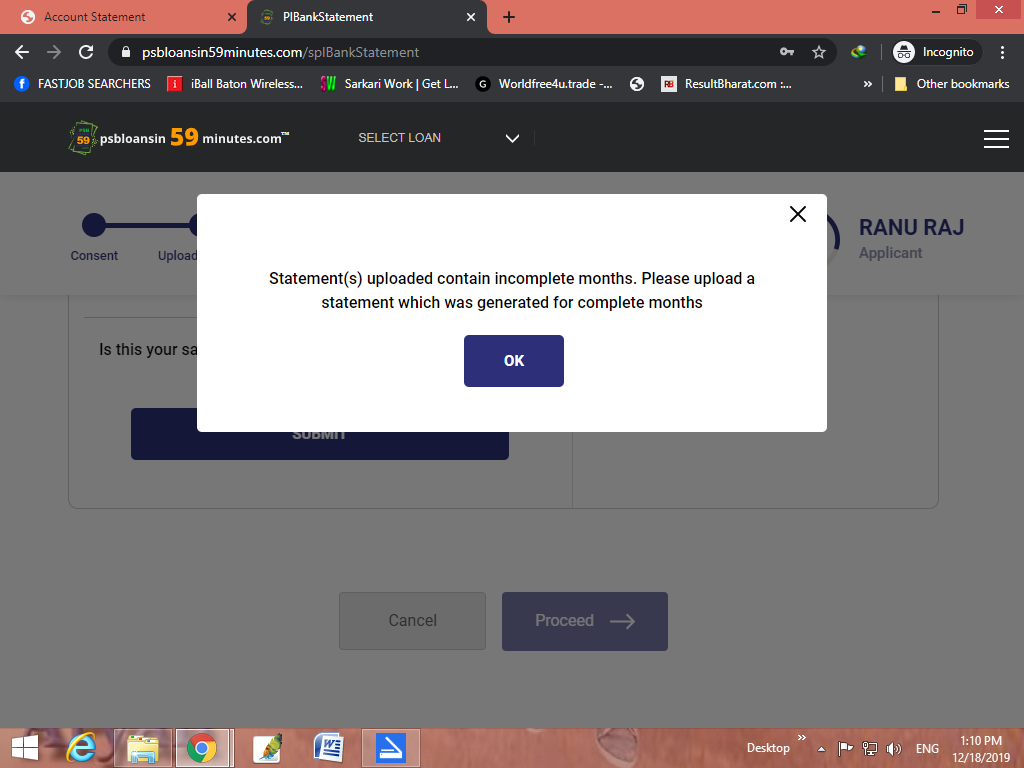 Account Statement
PlBankStatement
psbloansin59minutes.com/splBankStatement
Incognito
FASTJOB SEARCHERS
iBall Baton Wireless...
Sarkari Work | Get L...
Worldfree4u.trade -...
ResultBharat.com :...
»
Other bookmarks
PSB
59
psbloansin 59 minutes.com™
SELECT LOAN
Consent
Upload
RANU RAJ
Applicant
Statement(s) uploaded contain incomplete months. Please upload a
statement which was generated for complete months
OK
Is this your sa
SUBMIT
Cancel
Proceed
Desktop
»
ENG
1:10 PM
12/18/2019